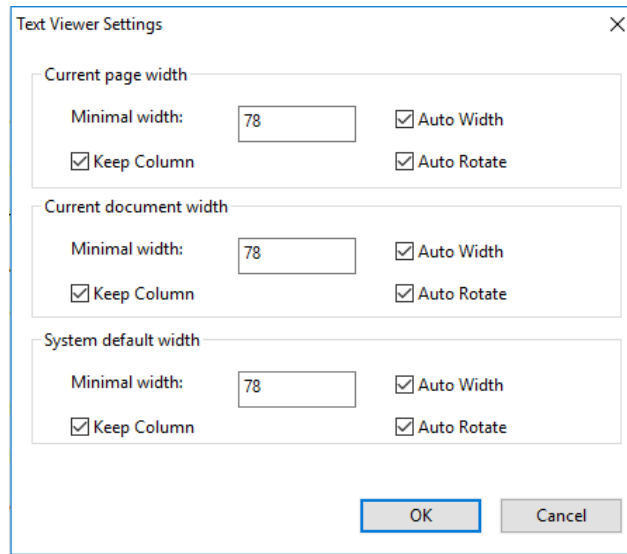 Text Viewer Settings
Current page width
Minimal width: 78 Auto Width
Keep Column Auto Rotate
Current document width
Minimal width: 78 Auto Width
Keep Column Auto Rotate
System default width
Minimal width: 78 Auto Width
Keep Column Auto Rotate
OK Cancel